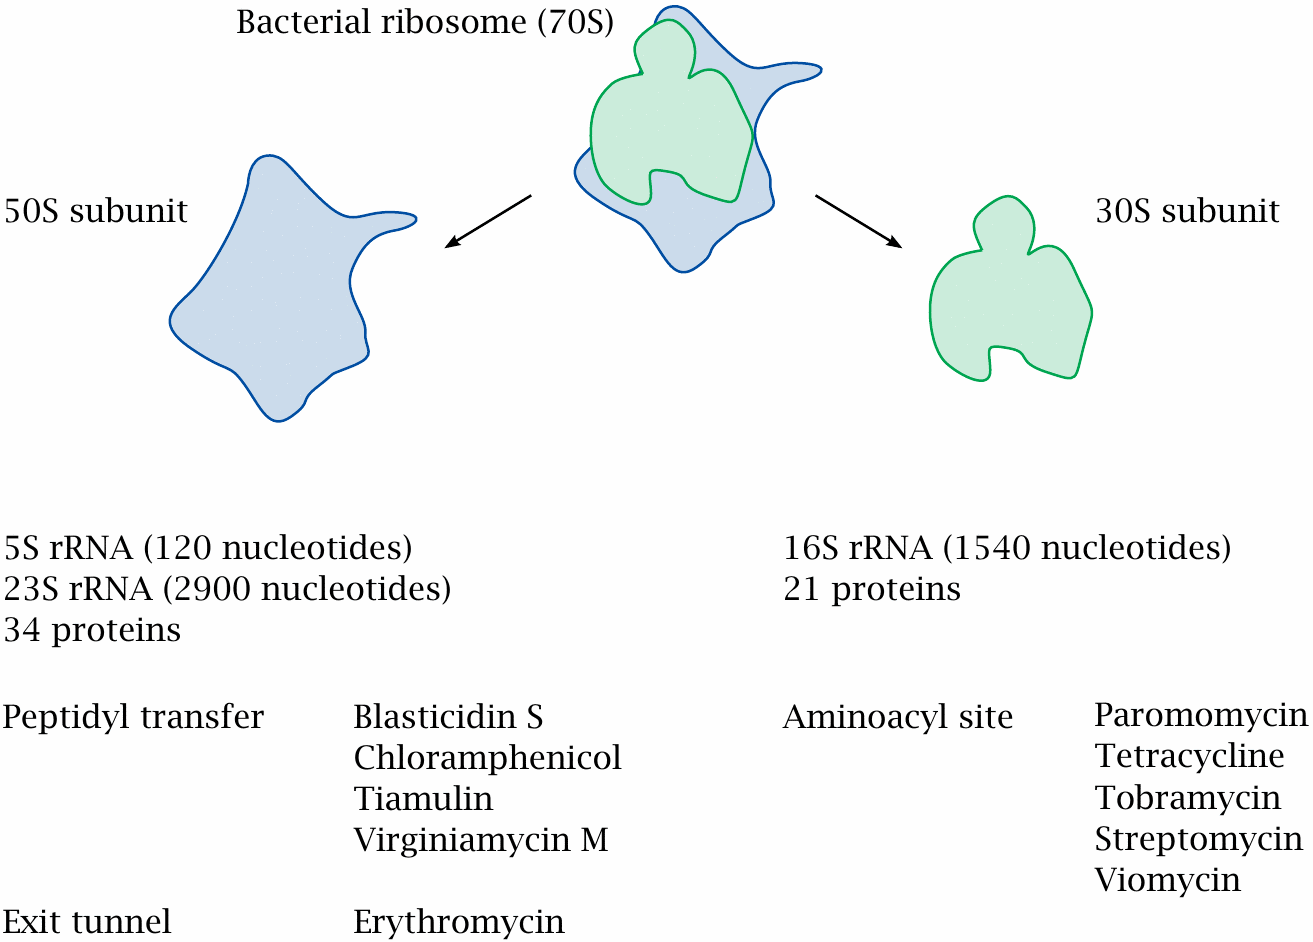 Bacterial ribosome (70S)
50S subunit
30S subunit
5S rRNA (120 nucleotides)
23S rRNA (2900 nucleotides)
34 proteins
16S rRNA (1540 nucleotides)
21 proteins
Peptidyl transfer
Blasticidin S
Chloramphenicol
Tiamulin
Virginiamycin M
Exit tunnel
Erythromycin
Aminoacyl site
Paromomycin
Tetracycline
Tobramycin
Streptomycin
Viomycin